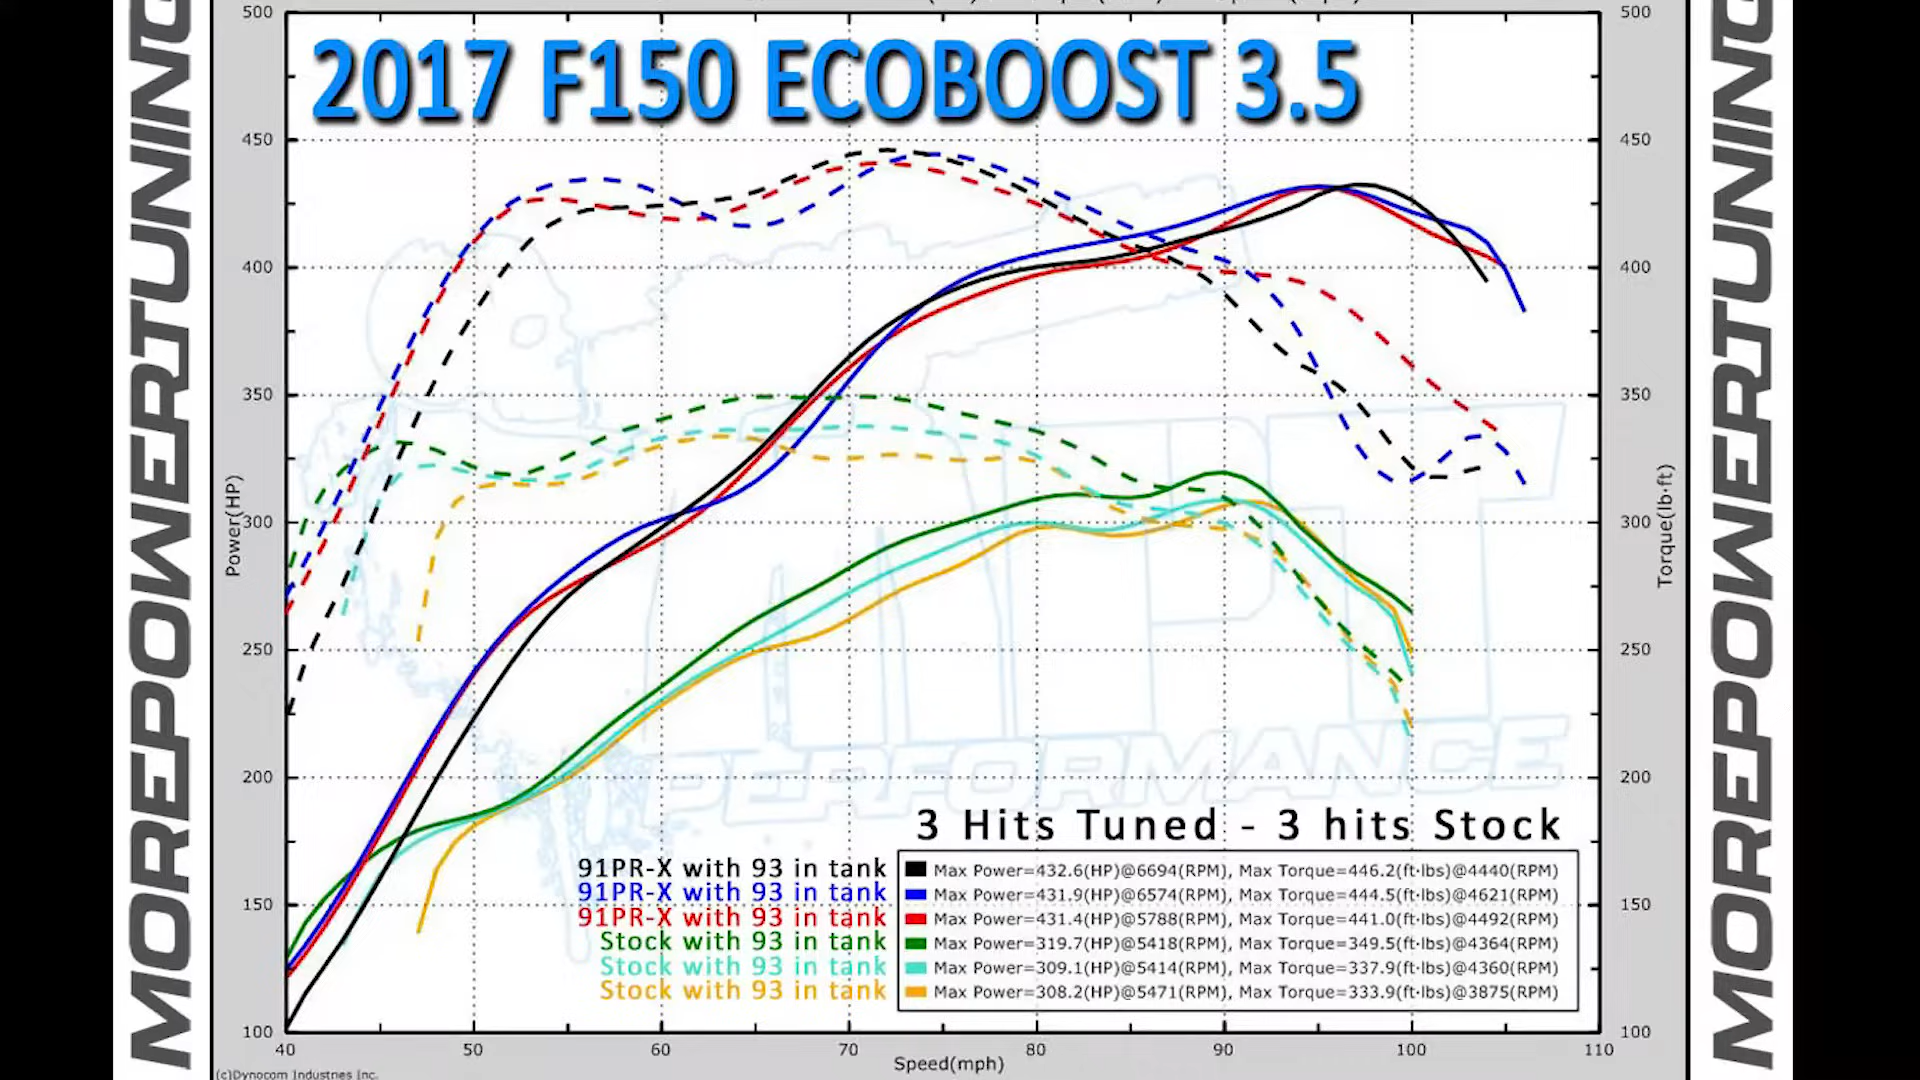 2017 F150 ECOBOOST 3.5
MOREPOWERTUNNING
MOREPOWERTUNNING
500
450
400
350
300
250
200
150
100
500
450
400
350
300
250
200
150
100
Power(HP)
Torque(lb·ft)
PERFORMANCE
3 Hits Tuned - 3 hits Stock
91PR-X with 93 in tank Max Power=432.6(HP)@6694(RPM), Max Torque=446.2(ft·lbs)@4440(RPM)
91PR-X with 93 in tank Max Power=431.9(HP)@6574(RPM), Max Torque=444.5(ft·lbs)@4621(RPM)
91PR-X with 93 in tank Max Power=431.4(HP)@5788(RPM), Max Torque=441.0(ft·lbs)@4492(RPM)
Stock with 93 in tank Max Power=319.7(HP)@5418(RPM), Max Torque=349.5(ft·lbs)@4364(RPM)
Stock with 93 in tank Max Power=309.1(HP)@5414(RPM), Max Torque=337.9(ft·lbs)@4360(RPM)
Stock with 93 in tank Max Power=308.2(HP)@5471(RPM), Max Torque=333.9(ft·lbs)@3875(RPM)
40 50 60 70 80 90 100 110
Speed(mph)
(c)Dynocom Industries Inc.